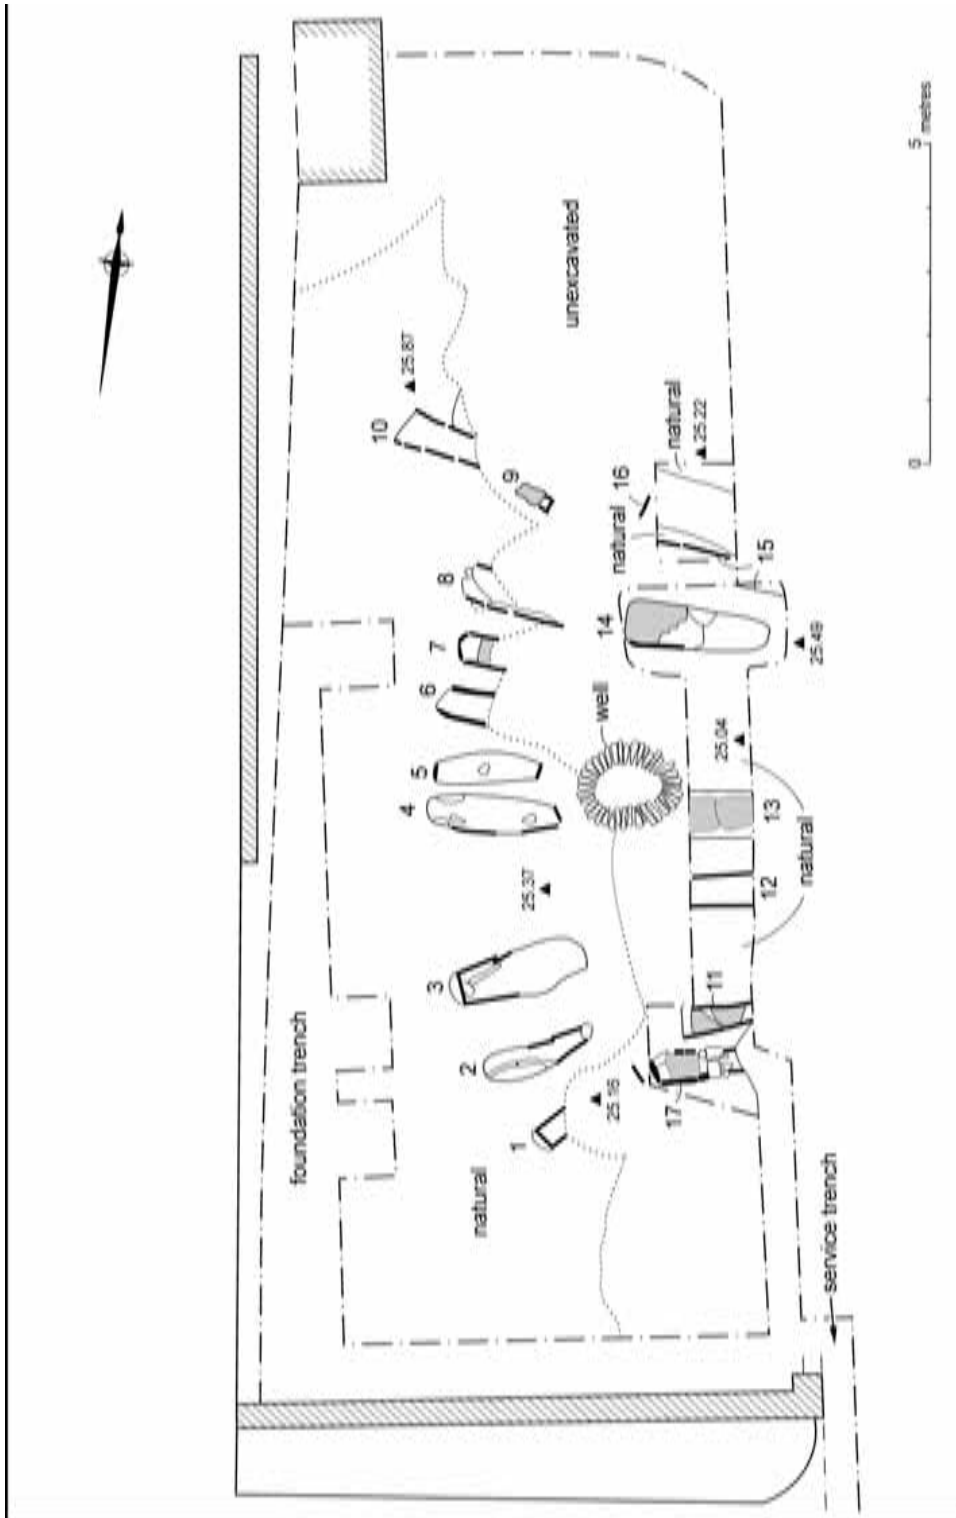 foundation trench
natural
1
2
3
4
5
6
7
8
9
10
▲ 25.87
unexcavated
25.37 ▲
▲ 25.16
well
14
16
natural
natural
▲ 25.22
15
▲ 25.49
25.04 ▲
13
12
natural
11
17
service trench
0 5
metres